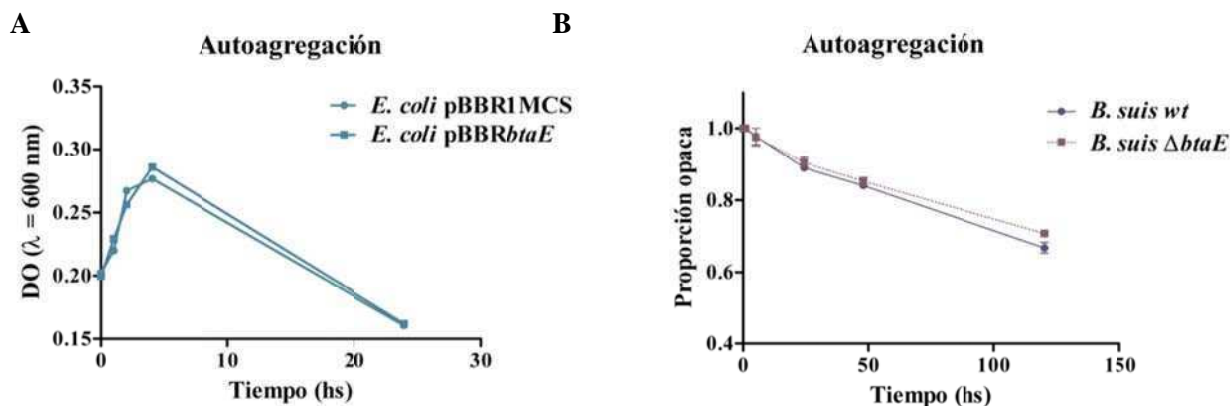 A
Autoagregación
0.35
0.30
0.25
0.20
0.15
DO (λ = 600 nm)
0
10
20
30
Tiempo (hs)
E. coli pBBR1MCS
E. coli pBBRbtaE
B
Autoagregación
1.0
0.8
0.6
0.4
Proporción opaca
0
50
100
150
Tiempo (hs)
B. suis wt
B. suis ΔbtaE